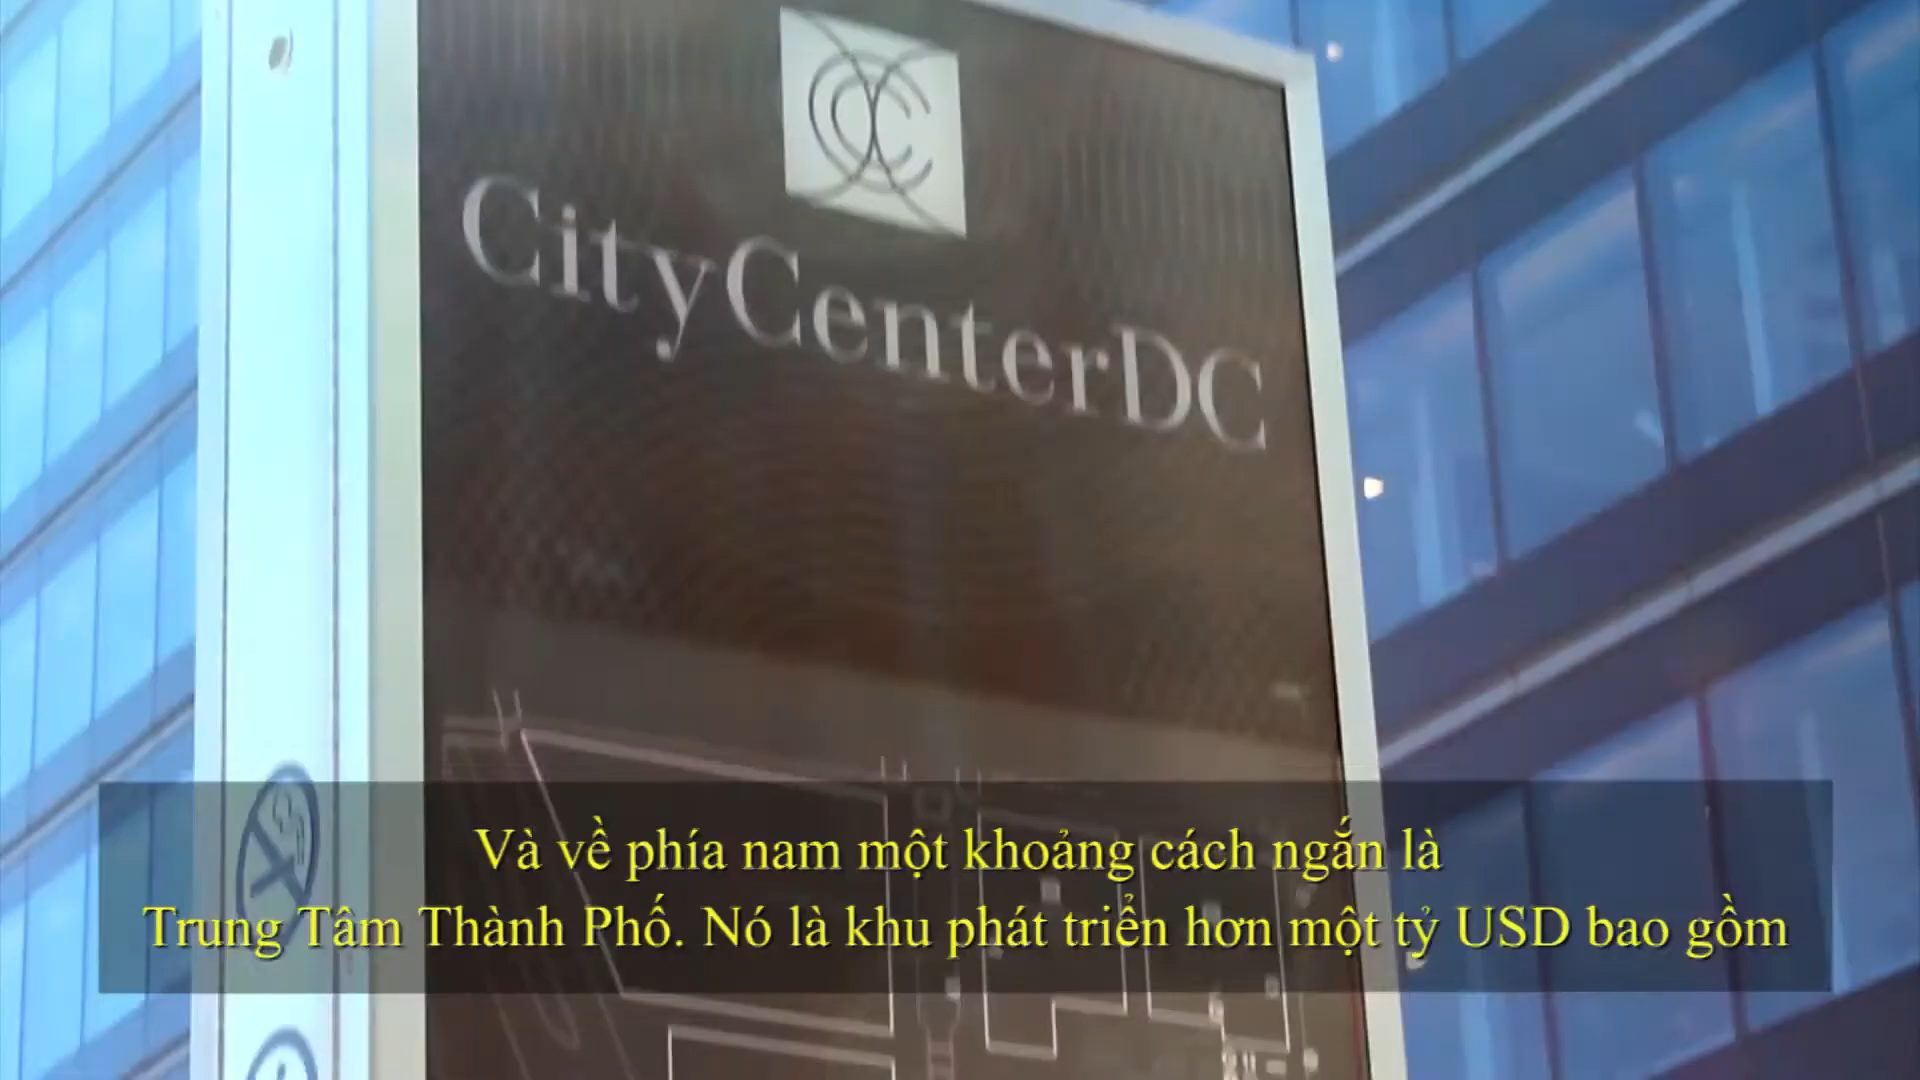 CityCenterDC
Và về phía nam một khoảng cách ngắn là
Trung Tâm Thành Phố. Nó là khu phát triển hơn một tỷ USD bao gồm